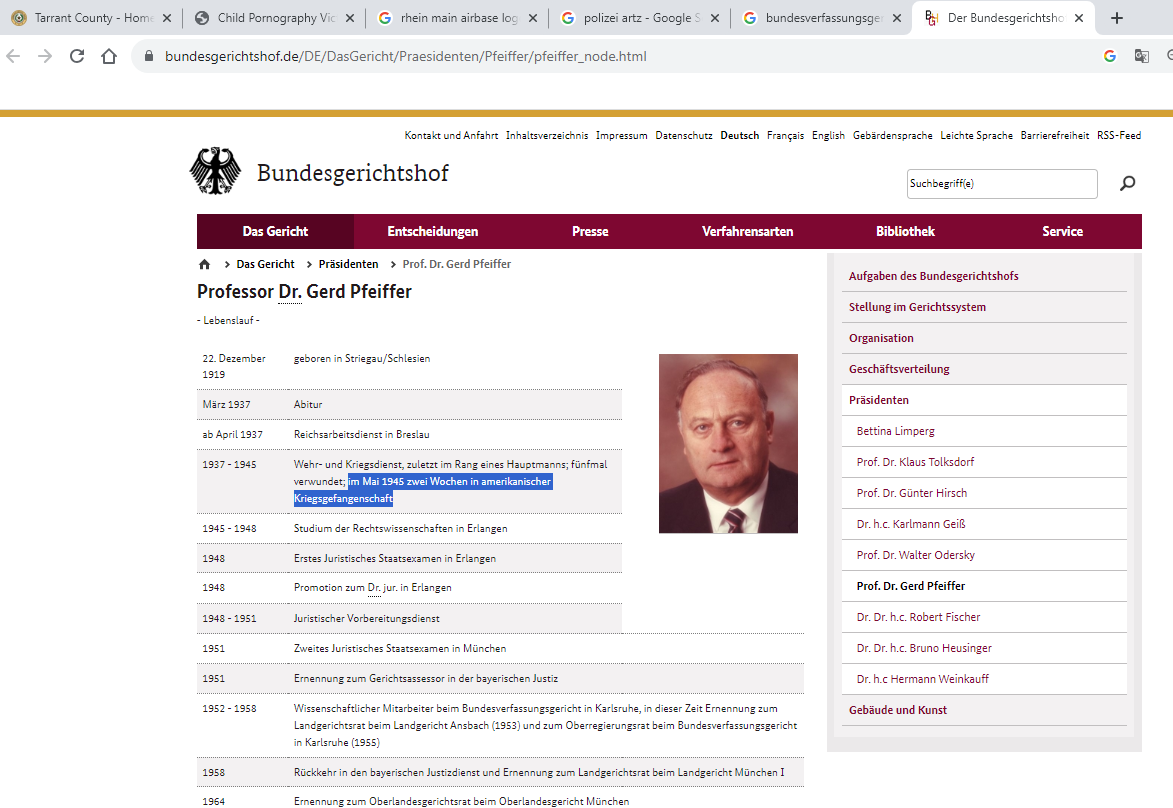 Tarrant County - Home
Child Pornography Vic
rhein main airbase log
polizei artz - Google S
bundesverfassungsger
Der Bundesgerichtsho
bundesgerichtshof.de/DE/DasGericht/Praesidenten/Pfeiffer/pfeiffer_node.html
Kontakt und Anfahrt Inhaltsverzeichnis Impressum Datenschutz Deutsch Français English Gebärdensprache Leichte Sprache Barrierefreiheit RSS-Feed
Bundesgerichtshof
Suchbegriff(e)
Das Gericht Entscheidungen Presse Verfahrensarten Bibliothek Service
> Das Gericht > Präsidenten > Prof. Dr. Gerd Pfeiffer
Professor Dr. Gerd Pfeiffer
- Lebenslauf -
22. Dezember
1919
geboren in Striegau/Schlesien
März 1937 Abitur
ab April 1937 Reichsarbeitsdienst in Breslau
1937 - 1945 Wehr- und Kriegsdienst, zuletzt im Rang eines Hauptmanns; fünfmal
verwundet; im Mai 1945 zwei Wochen in amerikanischer
Kriegsgefangenschaft
1945 - 1948 Studium der Rechtswissenschaften in Erlangen
1948 Erstes Juristisches Staatsexamen in Erlangen
1948 Promotion zum Dr. jur. in Erlangen
1948 - 1951 Juristischer Vorbereitungsdienst
1951 Zweites Juristisches Staatsexamen in München
1951 Ernennung zum Gerichtsassessor in der bayerischen Justiz
1952 - 1958 Wissenschaftlicher Mitarbeiter beim Bundesverfassungsgericht in Karlsruhe, in dieser Zeit Ernennung zum
Landgerichtsrat beim Landgericht Ansbach (1953) und zum Oberregierungsrat beim Bundesverfassungsgericht
in Karlsruhe (1955)
1958 Rückkehr in den bayerischen Justizdienst und Ernennung zum Landgerichtsrat beim Landgericht München I
1964 Ernennung zum Oberlandesgerichtsrat beim Oberlandesgericht München
Aufgaben des Bundesgerichtshofs
Stellung im Gerichtssystem
Organisation
Geschäftsverteilung
Präsidenten
Bettina Limperg
Prof. Dr. Klaus Tolksdorf
Prof. Dr. Günter Hirsch
Dr. h.c. Karlmann Geiß
Prof. Dr. Walter Odersky
Prof. Dr. Gerd Pfeiffer
Dr. Dr. h.c. Robert Fischer
Dr. Dr. h.c. Bruno Heusinger
Dr. h.c Hermann Weinkauff
Gebäude und Kunst